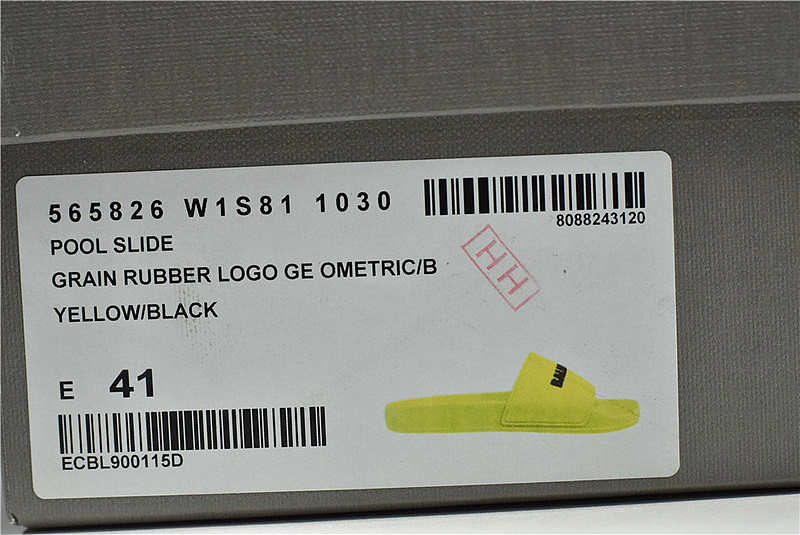 565826 W1S81 1030
8088243120
POOL SLIDE
GRAIN RUBBER LOGO GE OMETRIC/B
YELLOW/BLACK
HH
E 41
ECBL900115D